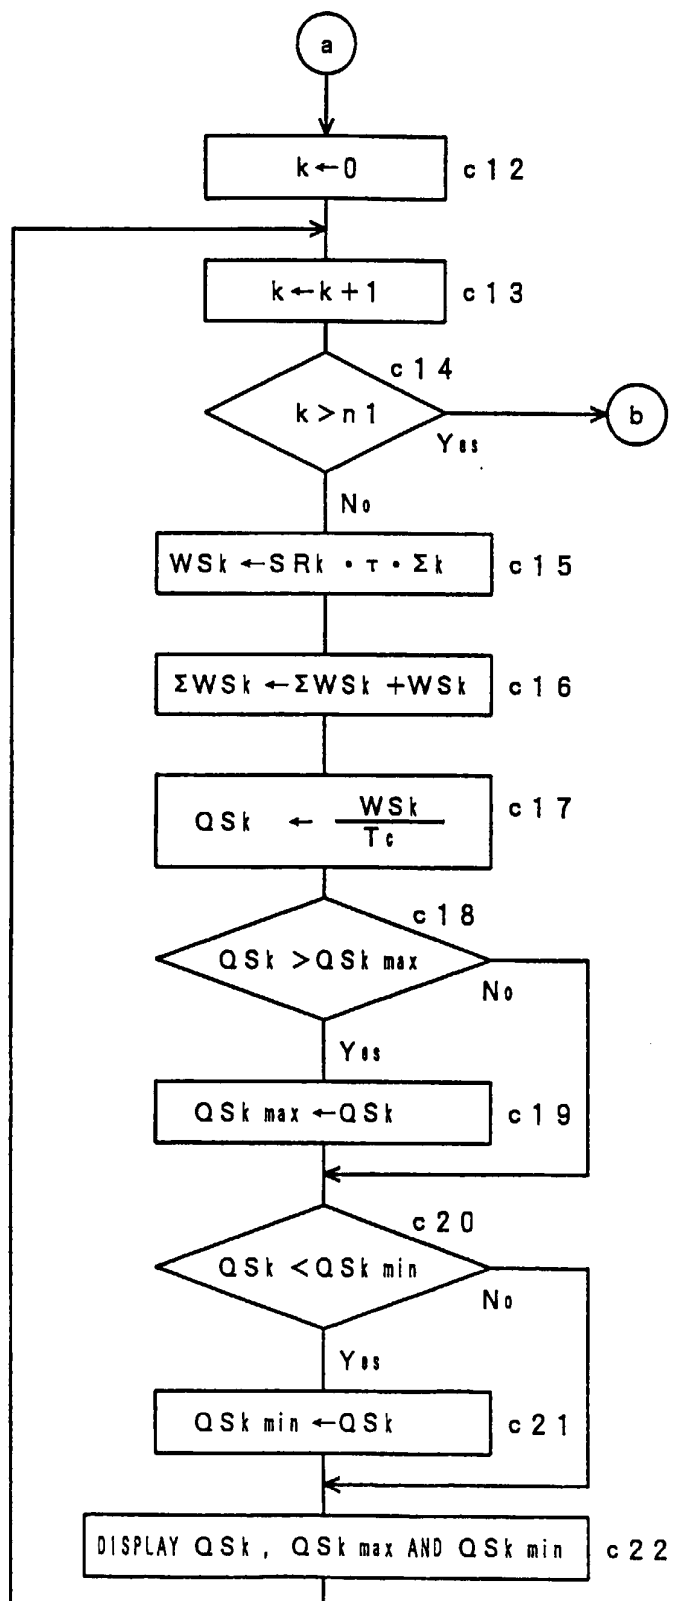 a
k←0 c12
k←k+1 c13
c14
k>n1
Yes
b
No
WSk←SRk・τ・Σk c15
ΣWSk←ΣWSk+WSk c16
QSk ← WSk/Tc c17
c18
QSk>QSk max
No
Yes
QSk max←QSk c19
c20
QSk<QSk min
No
Yes
QSk min←QSk c21
DISPLAY QSk, QSk max AND QSk min c22